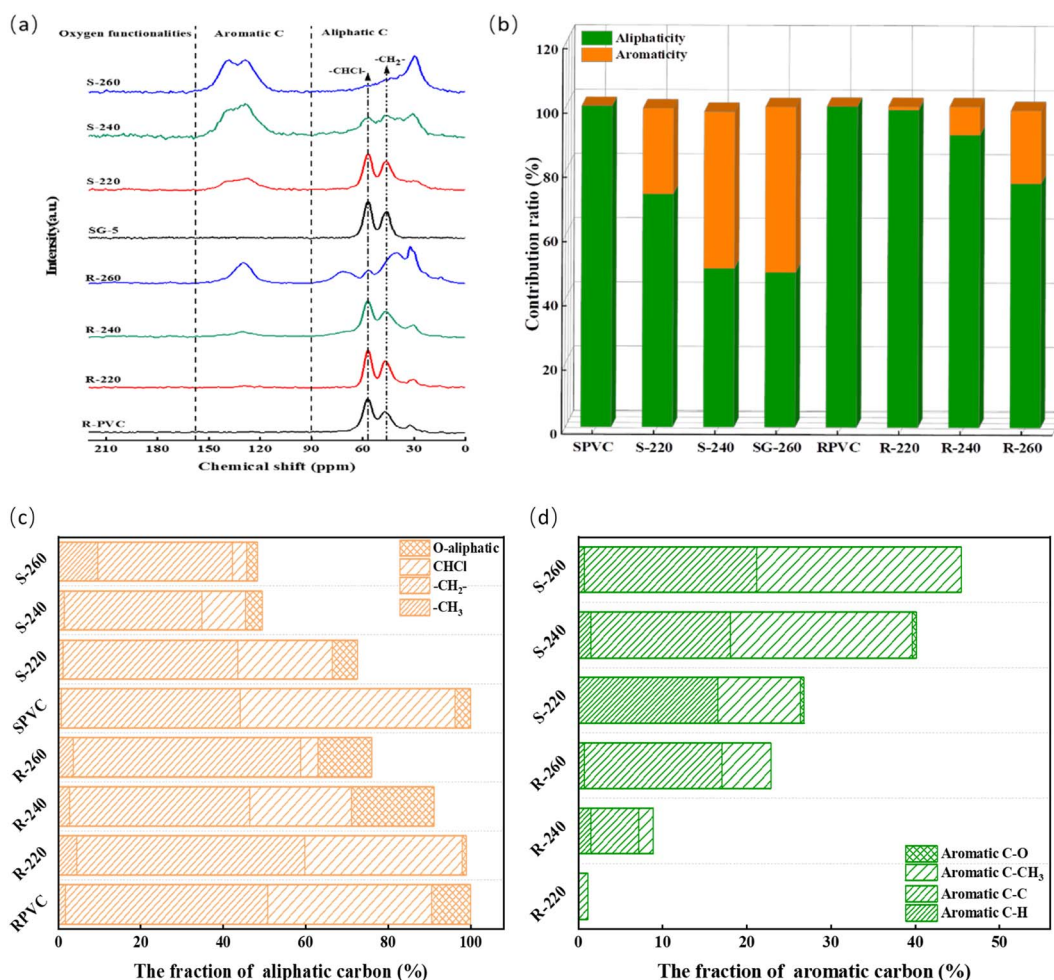 (a)
Oxygen functionalities
Aromatic C
Aliphatic C
-CHCl-
-CH2-
S-260
S-240
S-220
SG-5
R-260
R-240
R-220
R-PVC
Intensity(a.u.)
210 180 150 120 90 60 30 0
Chemical shift (ppm)
(b)
Aliphaticity
Aromaticity
120
100
80
60
40
20
0
Contribution ratio (%)
SPVC S-220 S-240 SG-260 RPVC R-220 R-240 R-260
(c)
O-aliphatic
CHCl
-CH2-
-CH3
S-260
S-240
S-220
SPVC
R-260
R-240
R-220
RPVC
0 20 40 60 80 100
The fraction of aliphatic carbon (%)
(d)
S-260
S-240
S-220
R-260
R-240
R-220
Aromatic C-O
Aromatic C-CH3
Aromatic C-C
Aromatic C-H
0 10 20 30 40 50
The fraction of aromatic carbon (%)